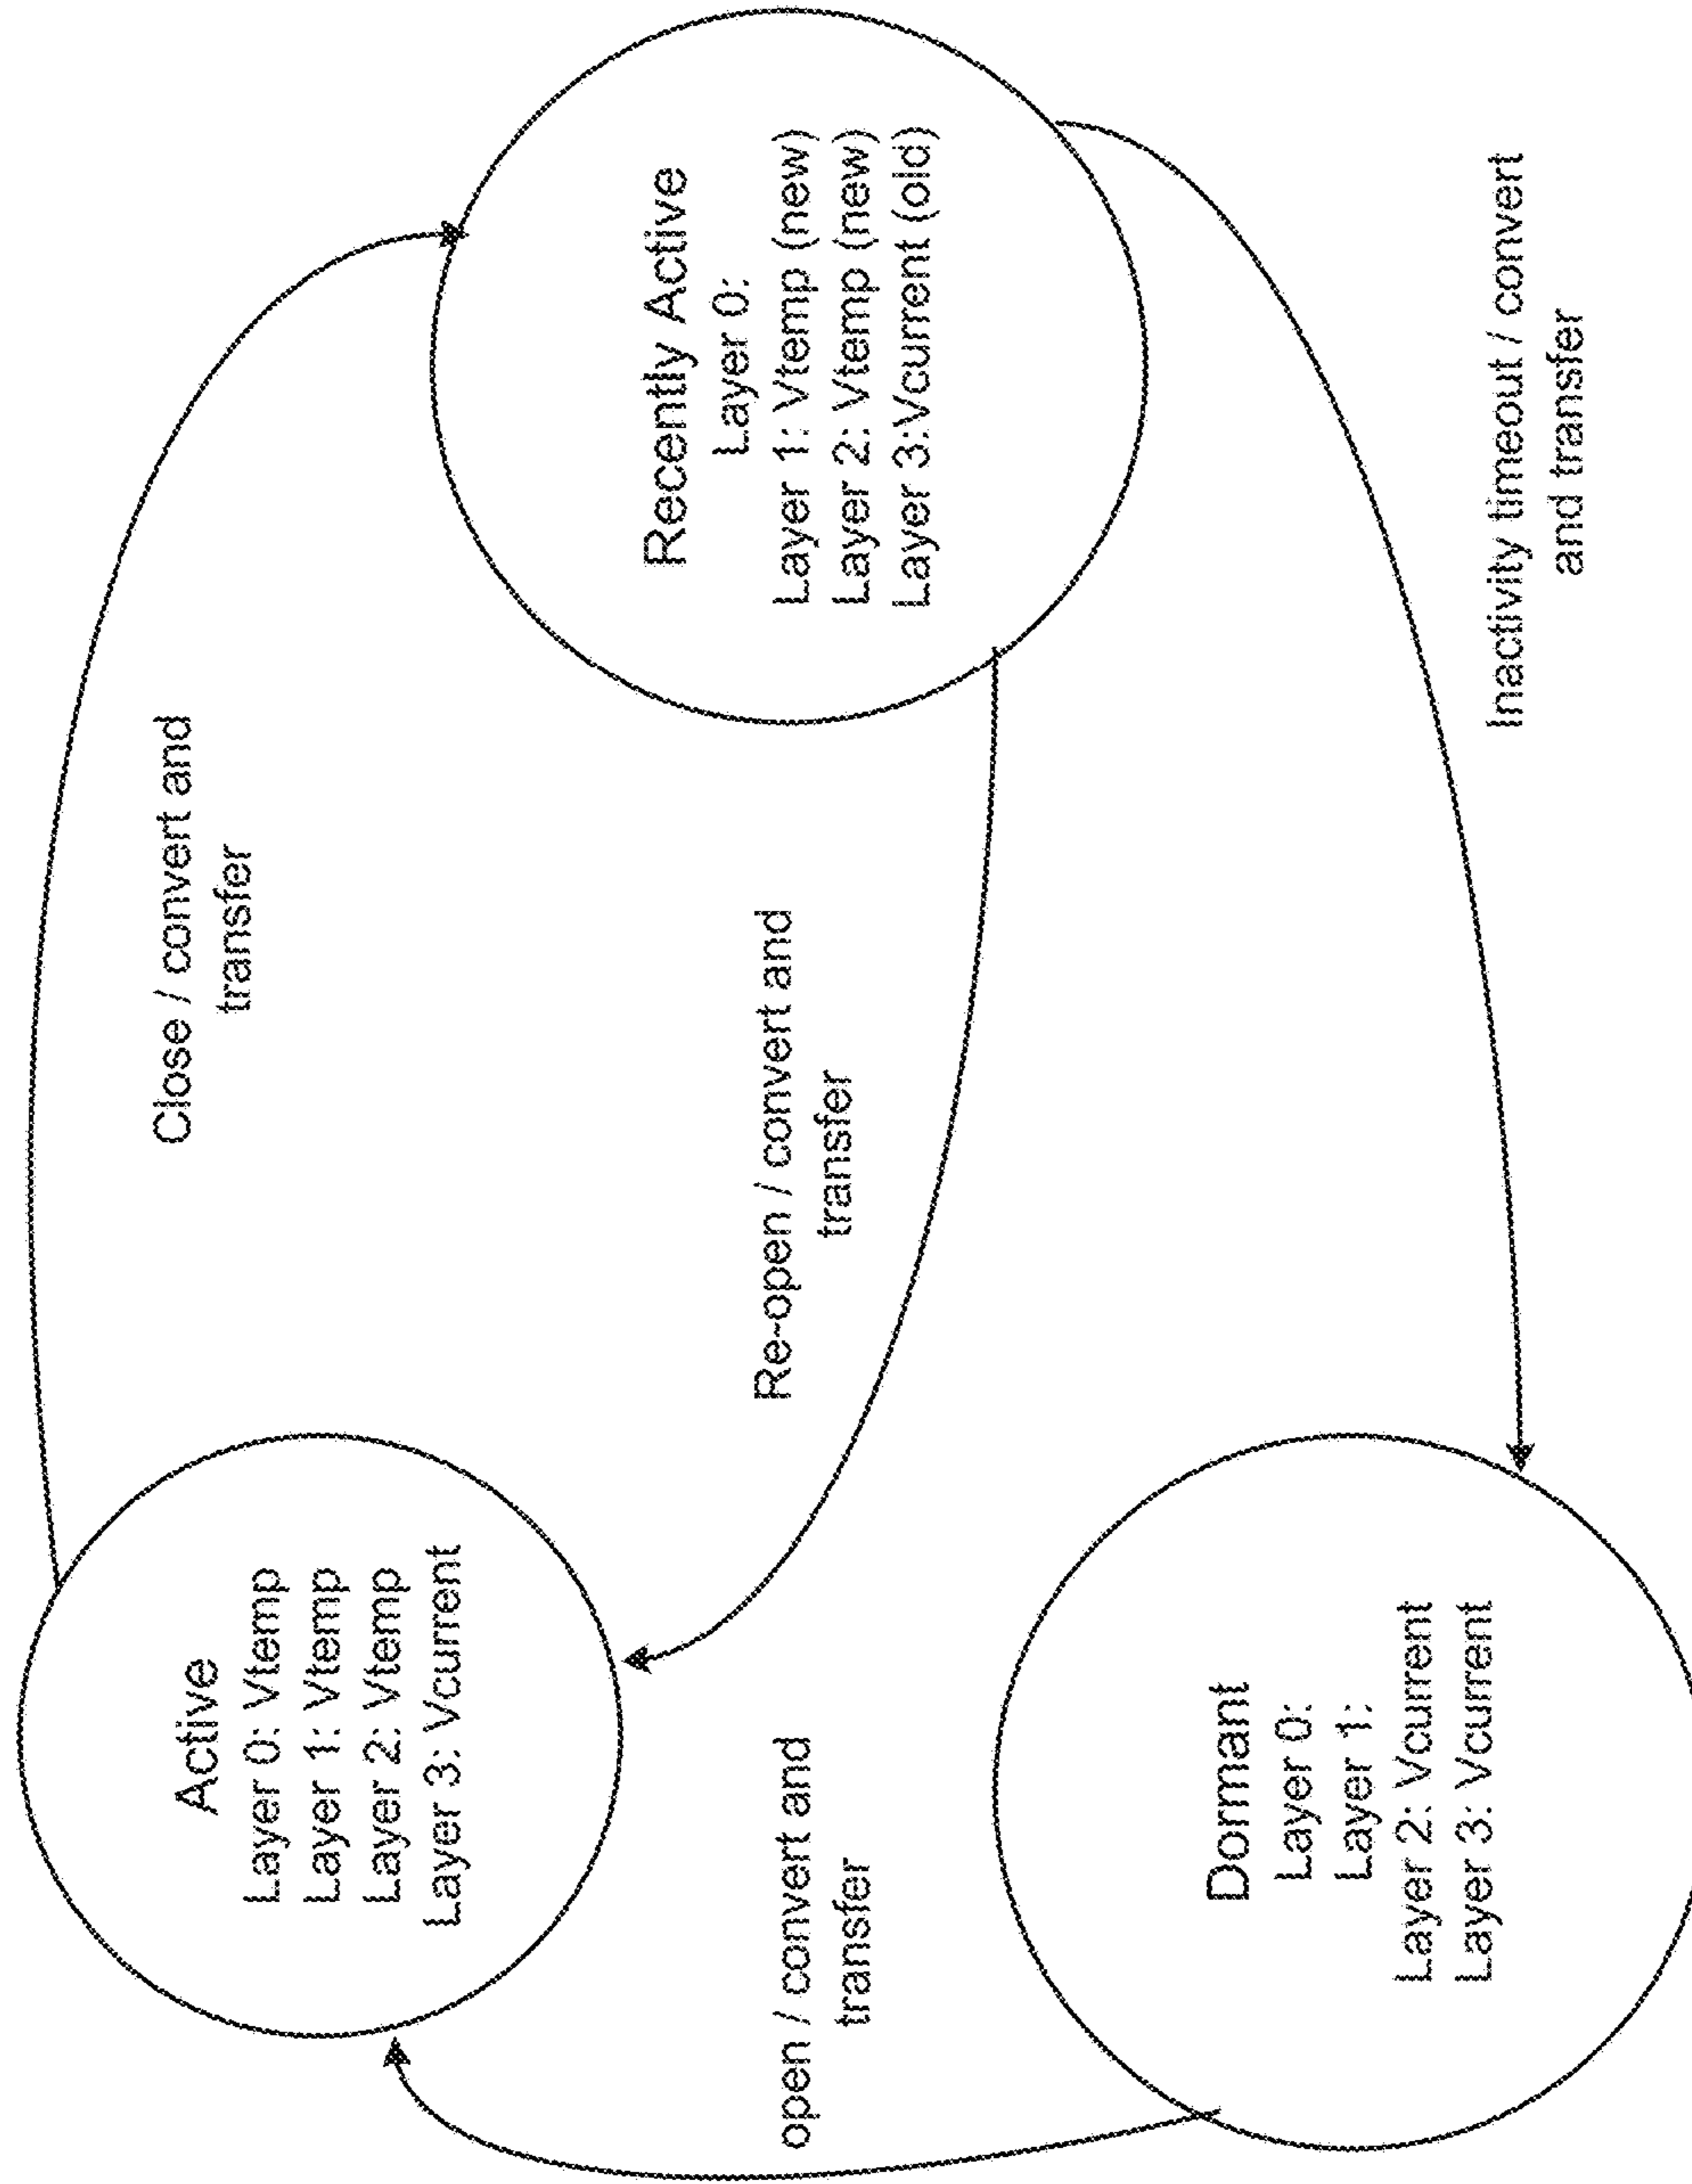 Active
Layer 0: Vtemp
Layer 1: Vtemp
Layer 2: Vtemp
Layer 3: Vcurrent
Close / convert and
transfer
Recently Active
Layer 0:
Layer 1: Vtemp (new)
Layer 2: Vtemp (new)
Layer 3:Vcurrent (old)
Re-open / convert and
transfer
open / convert and
transfer
Dormant
Layer 0:
Layer 1:
Layer 2: Vcurrent
Layer 3: Vcurrent
Inactivity timeout / convert
and transfer